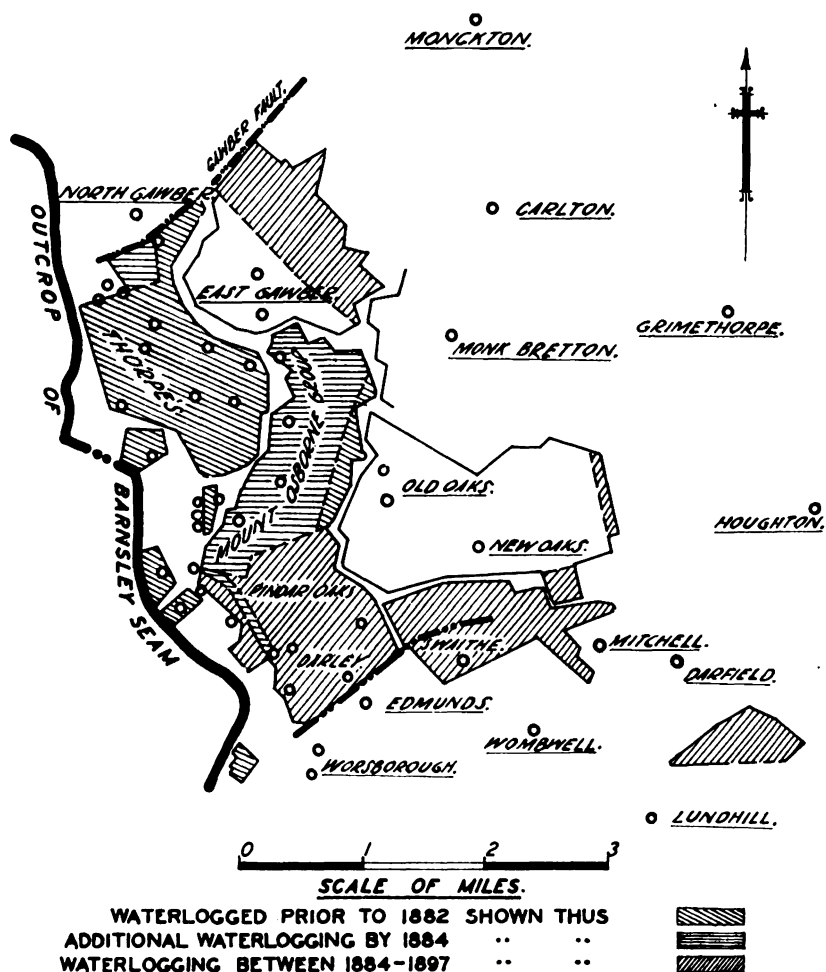 MONCKTON.
GAWBER FAULT.
NORTH GAWBER.
CARLTON.
OUTCROP OF
BARNSLEY SEAM
EAST GAWBER.
GRIMETHORPE.
MONK BRETTON.
THORPE'S
MOUNT OSBORNE GROUP
OLD OAKS.
HOUGHTON.
NEW OAKS.
PINDAR OAKS
SWAITHE.
MITCHELL.
DARLEY
DARFIELD.
EDMUNDS.
WOMBWELL.
WORSBOROUGH.
LUNDHILL.
0 1 2 3
SCALE OF MILES.
WATERLOGGED PRIOR TO 1882 SHOWN THUS
ADDITIONAL WATERLOGGING BY 1884 " "
WATERLOGGING BETWEEN 1884-1897 " "